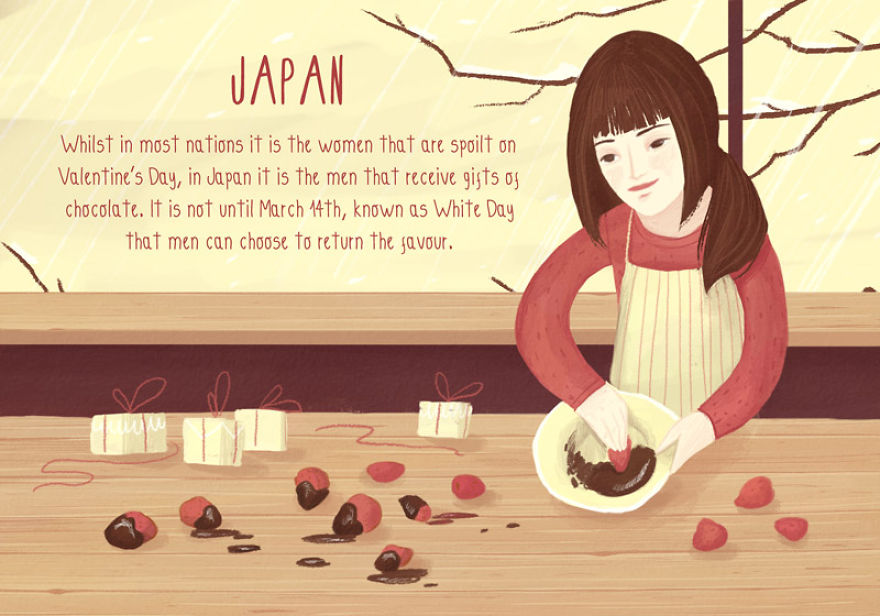 JAPAN
Whilst in most nations it is the women that are spoilt on
Valentine's Day, in Japan it is the men that receive gifts of
chocolate. It is not until March 14th, known as White Day
that men can choose to return the favour.